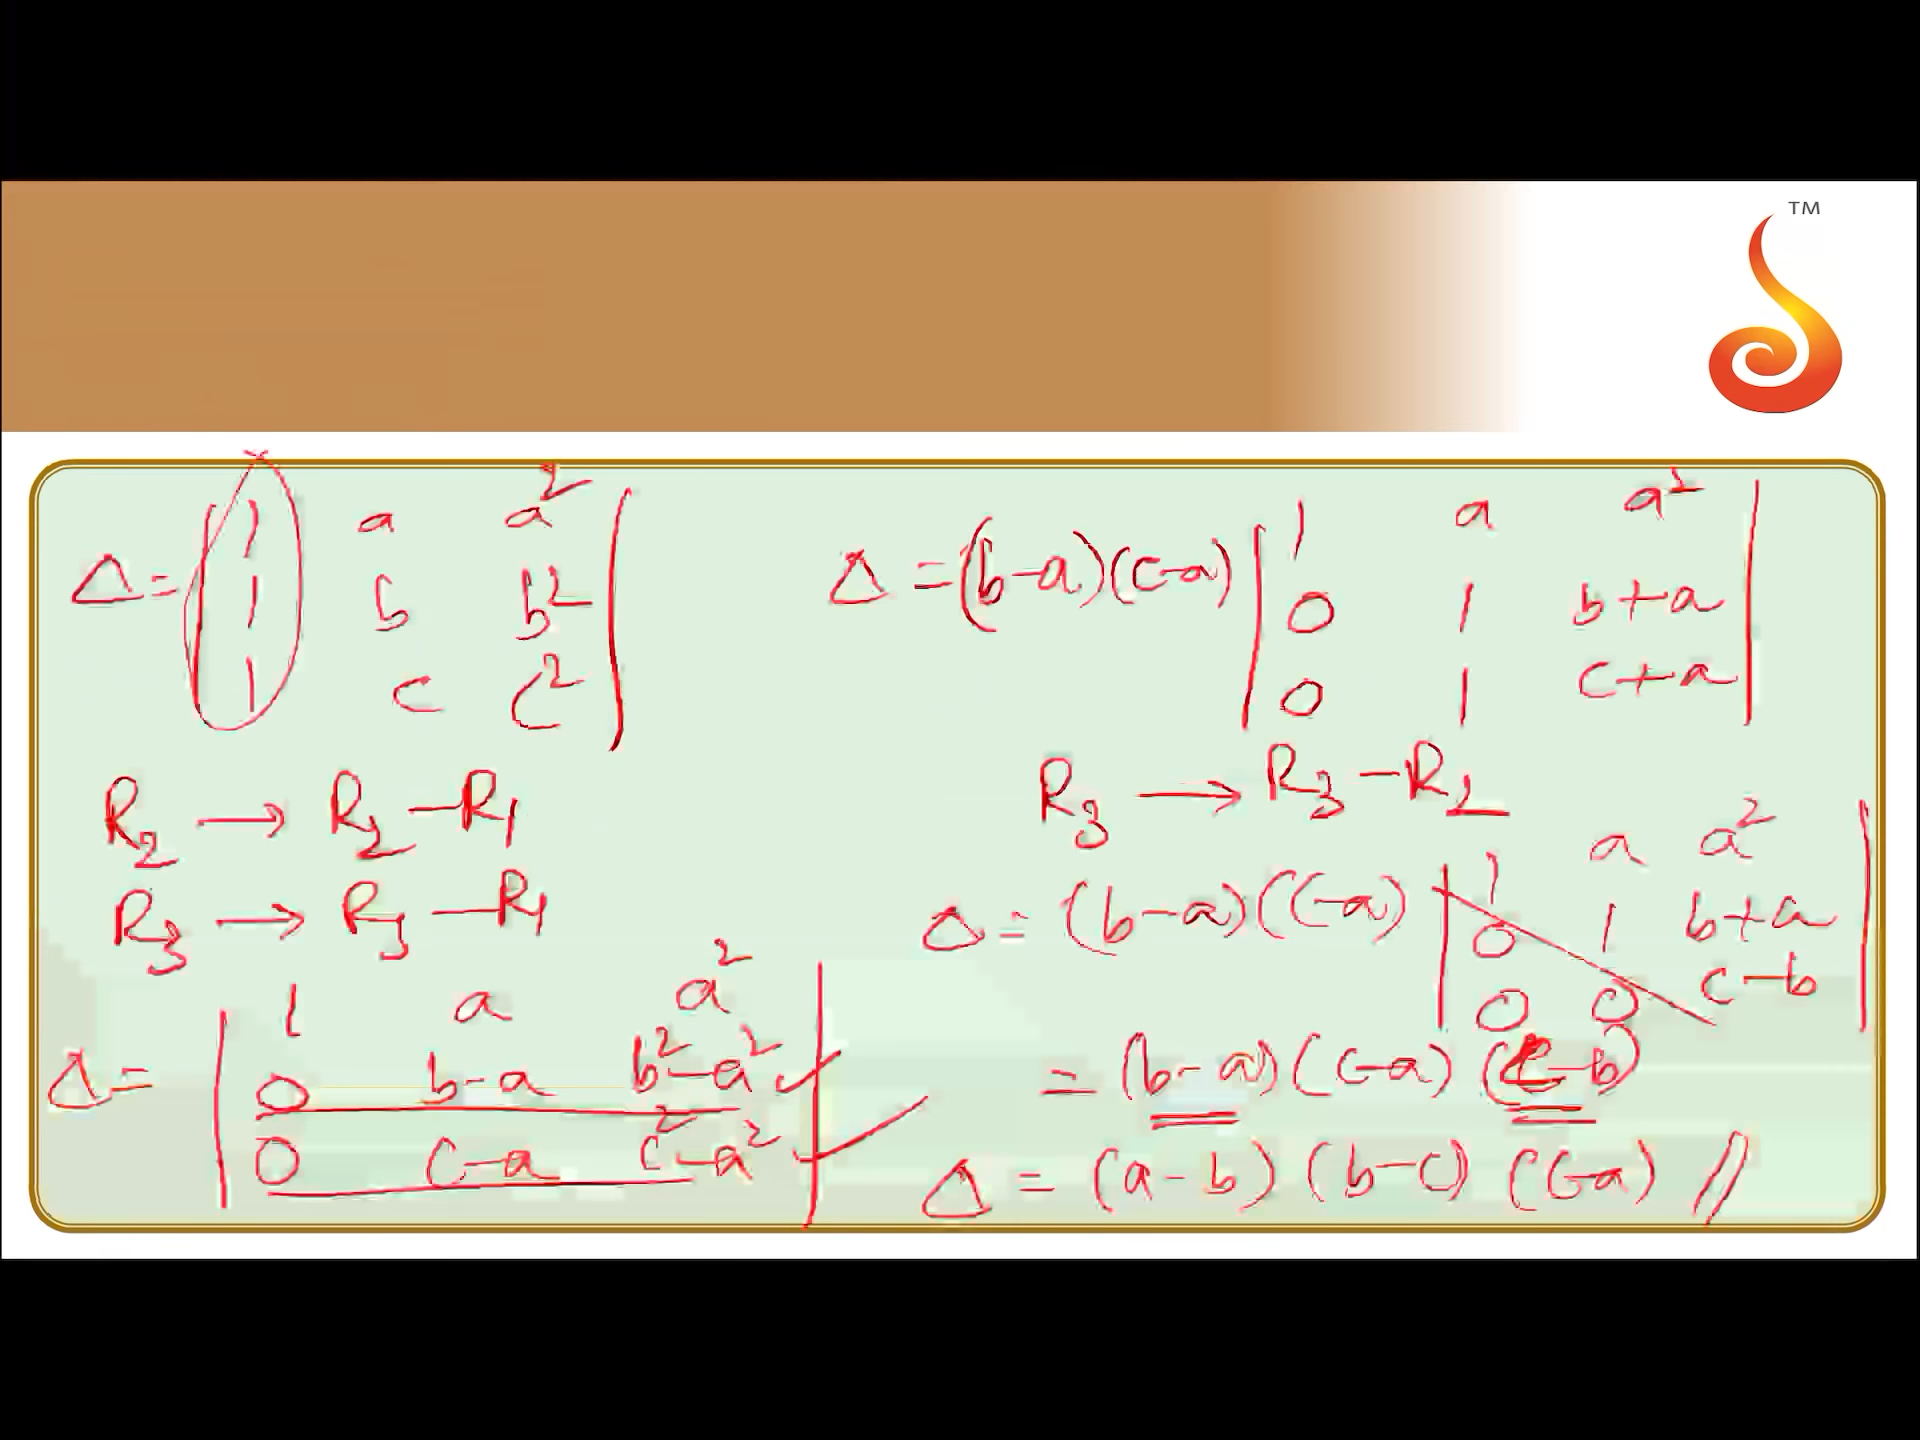 TM
Δ = | 1 a a² |
| 1 b b² |
| 1 c c² |
R₂ → R₂ – R₁
R₃ → R₃ – R₁
Δ = | 1 a a² |
| 0 b-a b²-a² |
| 0 c-a c²-a² |
Δ = (b-a)(c-a) | 1 a a² |
| 0 1 b+a |
| 0 1 c+a |
R₃ → R₃ – R₂
Δ = (b-a)(c-a) | 1 a a² |
| 0 1 b+a |
| 0 0 c-b |
= (b-a)(c-a)(c-b)
Δ = (a-b)(b-c)(c-a) //